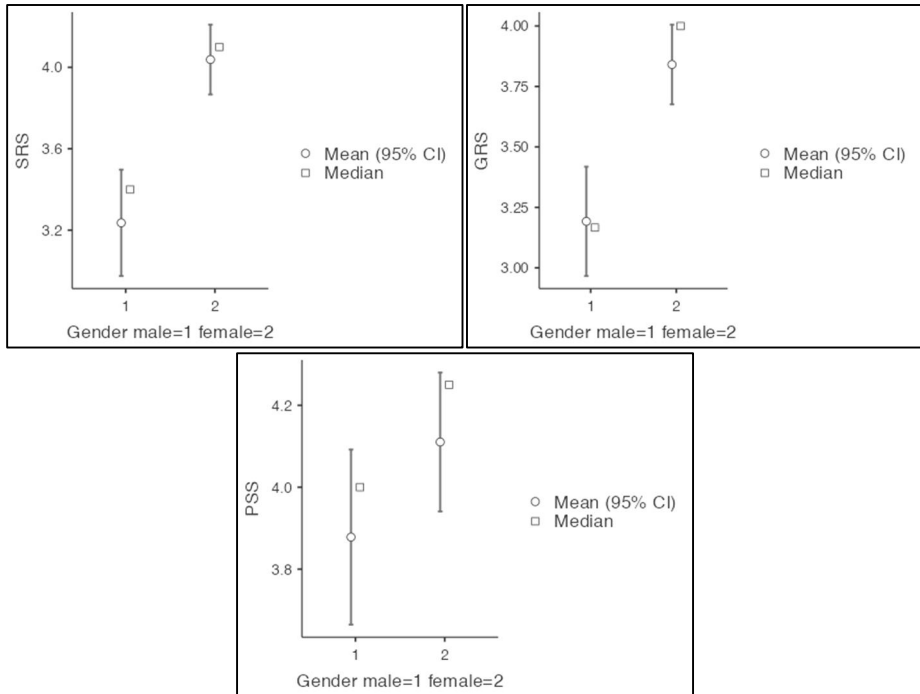 SRS
4.0
3.6
3.2
1 2
Gender male=1 female=2
Mean (95% CI)
Median
GRS
4.00
3.75
3.50
3.25
3.00
1 2
Gender male=1 female=2
Mean (95% CI)
Median
PSS
4.2
4.0
3.8
1 2
Gender male=1 female=2
Mean (95% CI)
Median